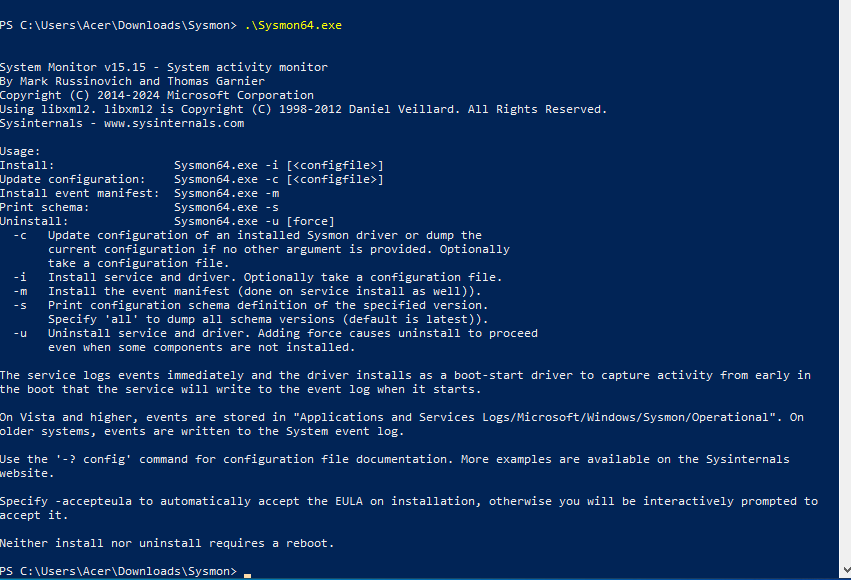 PS C:\Users\Acer\Downloads\Sysmon> .\Sysmon64.exe
System Monitor v15.15 - System activity monitor
By Mark Russinovich and Thomas Garnier
Copyright (C) 2014-2024 Microsoft Corporation
Using libxml2. libxml2 is Copyright (C) 1998-2012 Daniel Veillard. All Rights Reserved.
Sysinternals - www.sysinternals.com
Usage:
Install:                 Sysmon64.exe -i [<configfile>]
Update configuration:    Sysmon64.exe -c [<configfile>]
Install event manifest:  Sysmon64.exe -m
Print schema:            Sysmon64.exe -s
Uninstall:               Sysmon64.exe -u [force]
  -c   Update configuration of an installed Sysmon driver or dump the
       current configuration if no other argument is provided. Optionally
       take a configuration file.
  -i   Install service and driver. Optionally take a configuration file.
  -m   Install the event manifest (done on service install as well)).
  -s   Print configuration schema definition of the specified version.
       Specify 'all' to dump all schema versions (default is latest)).
  -u   Uninstall service and driver. Adding force causes uninstall to proceed
       even when some components are not installed.
The service logs events immediately and the driver installs as a boot-start driver to capture activity from early in
the boot that the service will write to the event log when it starts.
On Vista and higher, events are stored in "Applications and Services Logs/Microsoft/Windows/Sysmon/Operational". On
older systems, events are written to the System event log.
Use the '-? config' command for configuration file documentation. More examples are available on the Sysinternals
website.
Specify -accepteula to automatically accept the EULA on installation, otherwise you will be interactively prompted to
accept it.
Neither install nor uninstall requires a reboot.
PS C:\Users\Acer\Downloads\Sysmon>